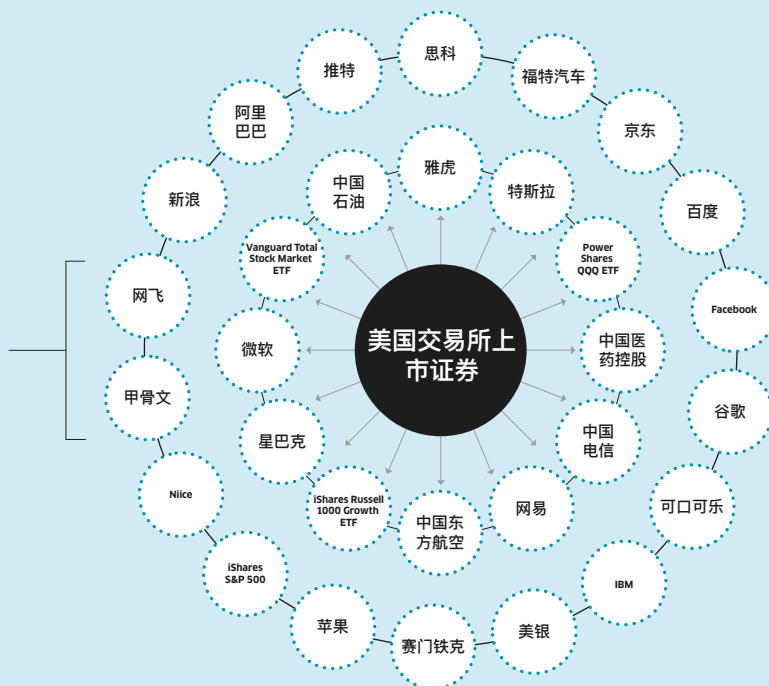 思科
推特
福特汽车
阿里
巴巴
京东
新浪
百度
网飞
Facebook
甲骨文
谷歌
Niice
可口可乐
iShares
S&P 500
IBM
苹果
美银
赛门铁克
雅虎
中国
石油
特斯拉
Vanguard Total
Stock Market
ETF
Power
Shares
QQQ ETF
微软
中国医
药控股
星巴克
中国
电信
iShares Russell
1000 Growth
ETF
网易
中国东
方航空
美国交易所上
市证券